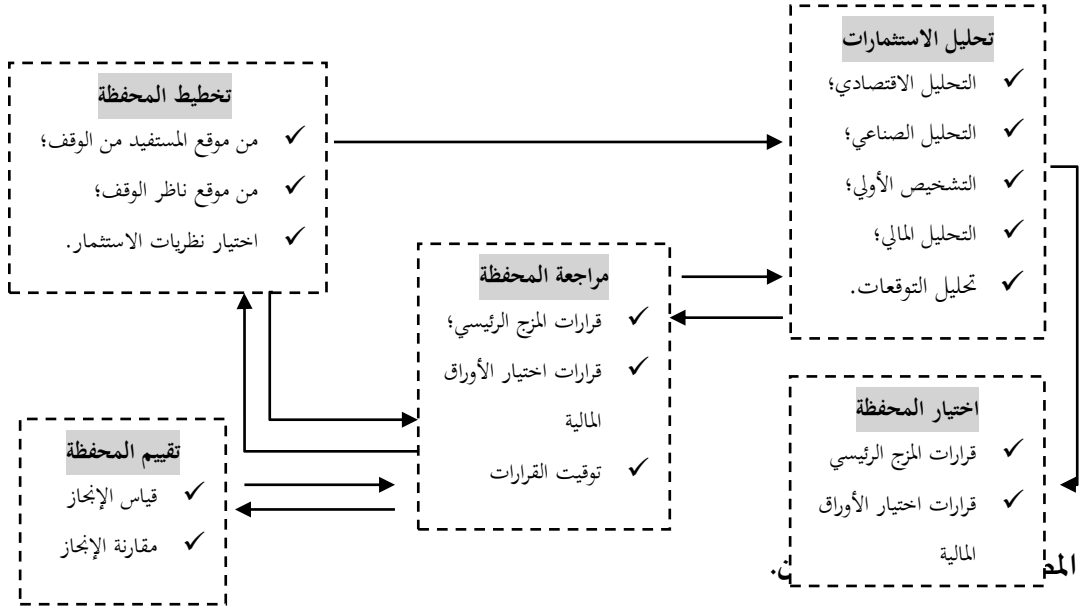 تحليل الاستثمارات
✓ التحليل الاقتصادي؛
✓ التحليل الصناعي؛
✓ التشخيص الأولي؛
✓ التحليل المالي؛
✓ تحليل التوقعات.
تخطيط المحفظة
✓ من موقع المستفيد من الوقف؛
✓ من موقع ناظر الوقف؛
✓ اختيار نظريات الاستثمار.
مراجعة المحفظة
✓ قرارات المزج الرئيسي؛
✓ قرارات اختيار الأوراق
المالية
✓ توقيت القرارات
اختيار المحفظة
✓ قرارات المزج الرئيسي
✓ قرارات اختيار الأوراق
المالية
تقييم المحفظة
✓ قياس الإنجاز
✓ مقارنة الإنجاز